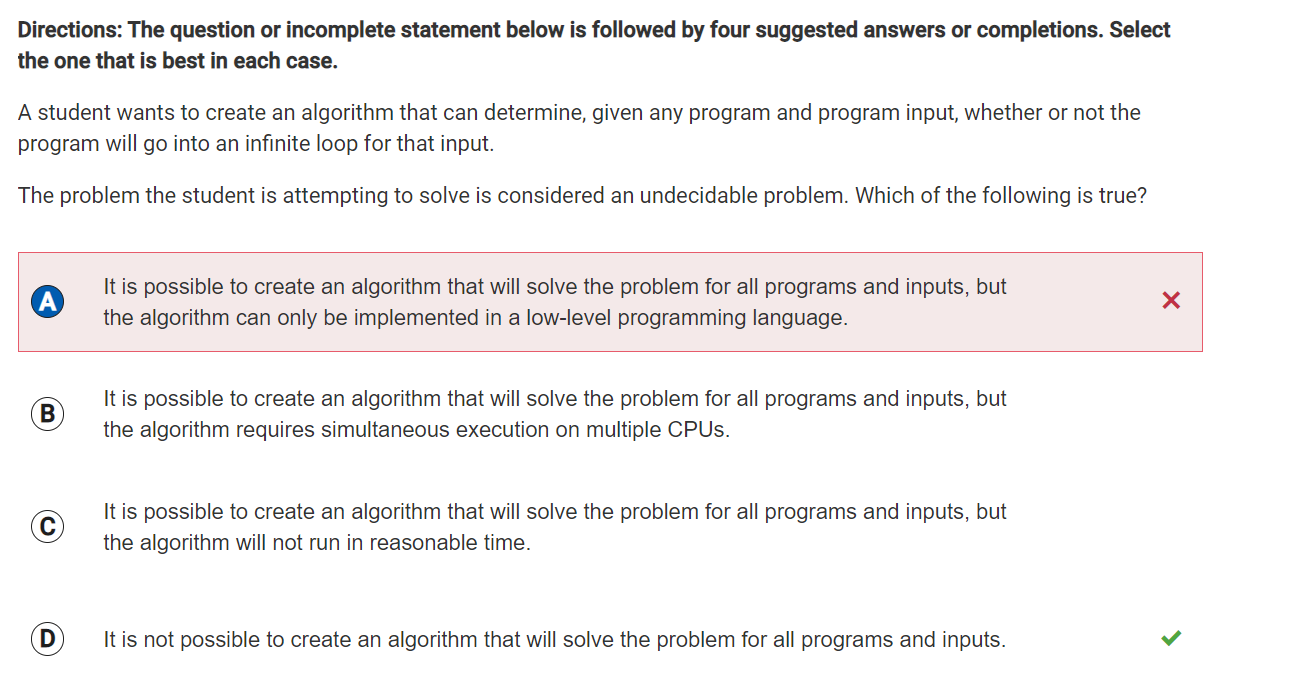 Directions: The question or incomplete statement below is followed by four suggested answers or completions. Select
the one that is best in each case.
A student wants to create an algorithm that can determine, given any program and program input, whether or not the
program will go into an infinite loop for that input.
The problem the student is attempting to solve is considered an undecidable problem. Which of the following is true?
A It is possible to create an algorithm that will solve the problem for all programs and inputs, but
the algorithm can only be implemented in a low-level programming language.
B It is possible to create an algorithm that will solve the problem for all programs and inputs, but
the algorithm requires simultaneous execution on multiple CPUs.
C It is possible to create an algorithm that will solve the problem for all programs and inputs, but
the algorithm will not run in reasonable time.
D It is not possible to create an algorithm that will solve the problem for all programs and inputs.